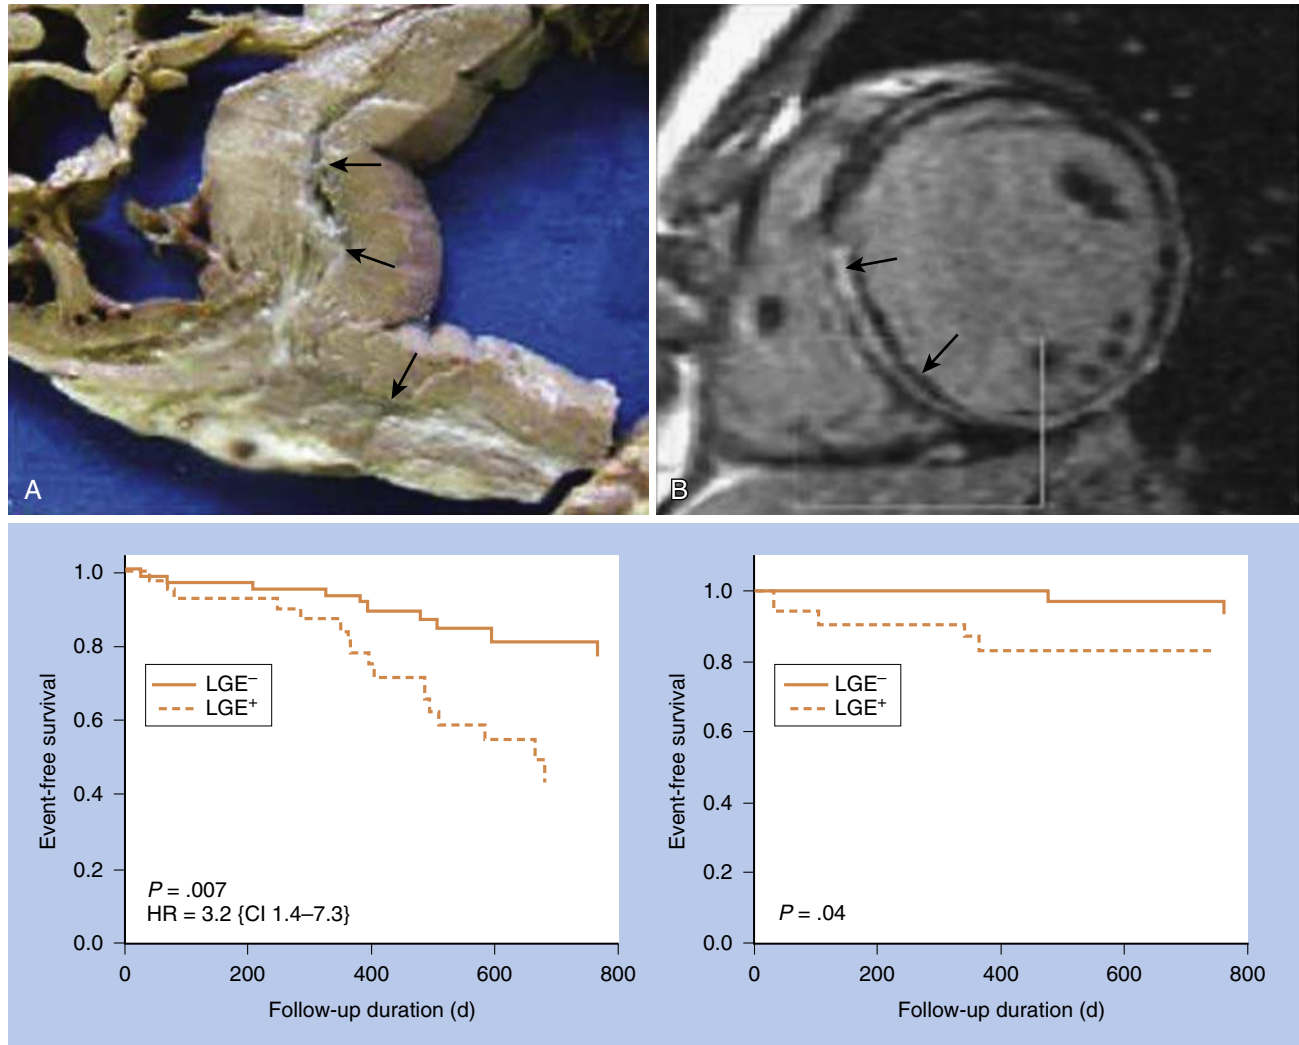 A
B
1.0
0.8
0.6
0.4
0.2
0.0
Event-free survival
LGE–
LGE+
P = .007
HR = 3.2 {CI 1.4–7.3}
0 200 400 600 800
Follow-up duration (d)
1.0
0.8
0.6
0.4
0.2
0.0
Event-free survival
LGE–
LGE+
P = .04
0 200 400 600 800
Follow-up duration (d)